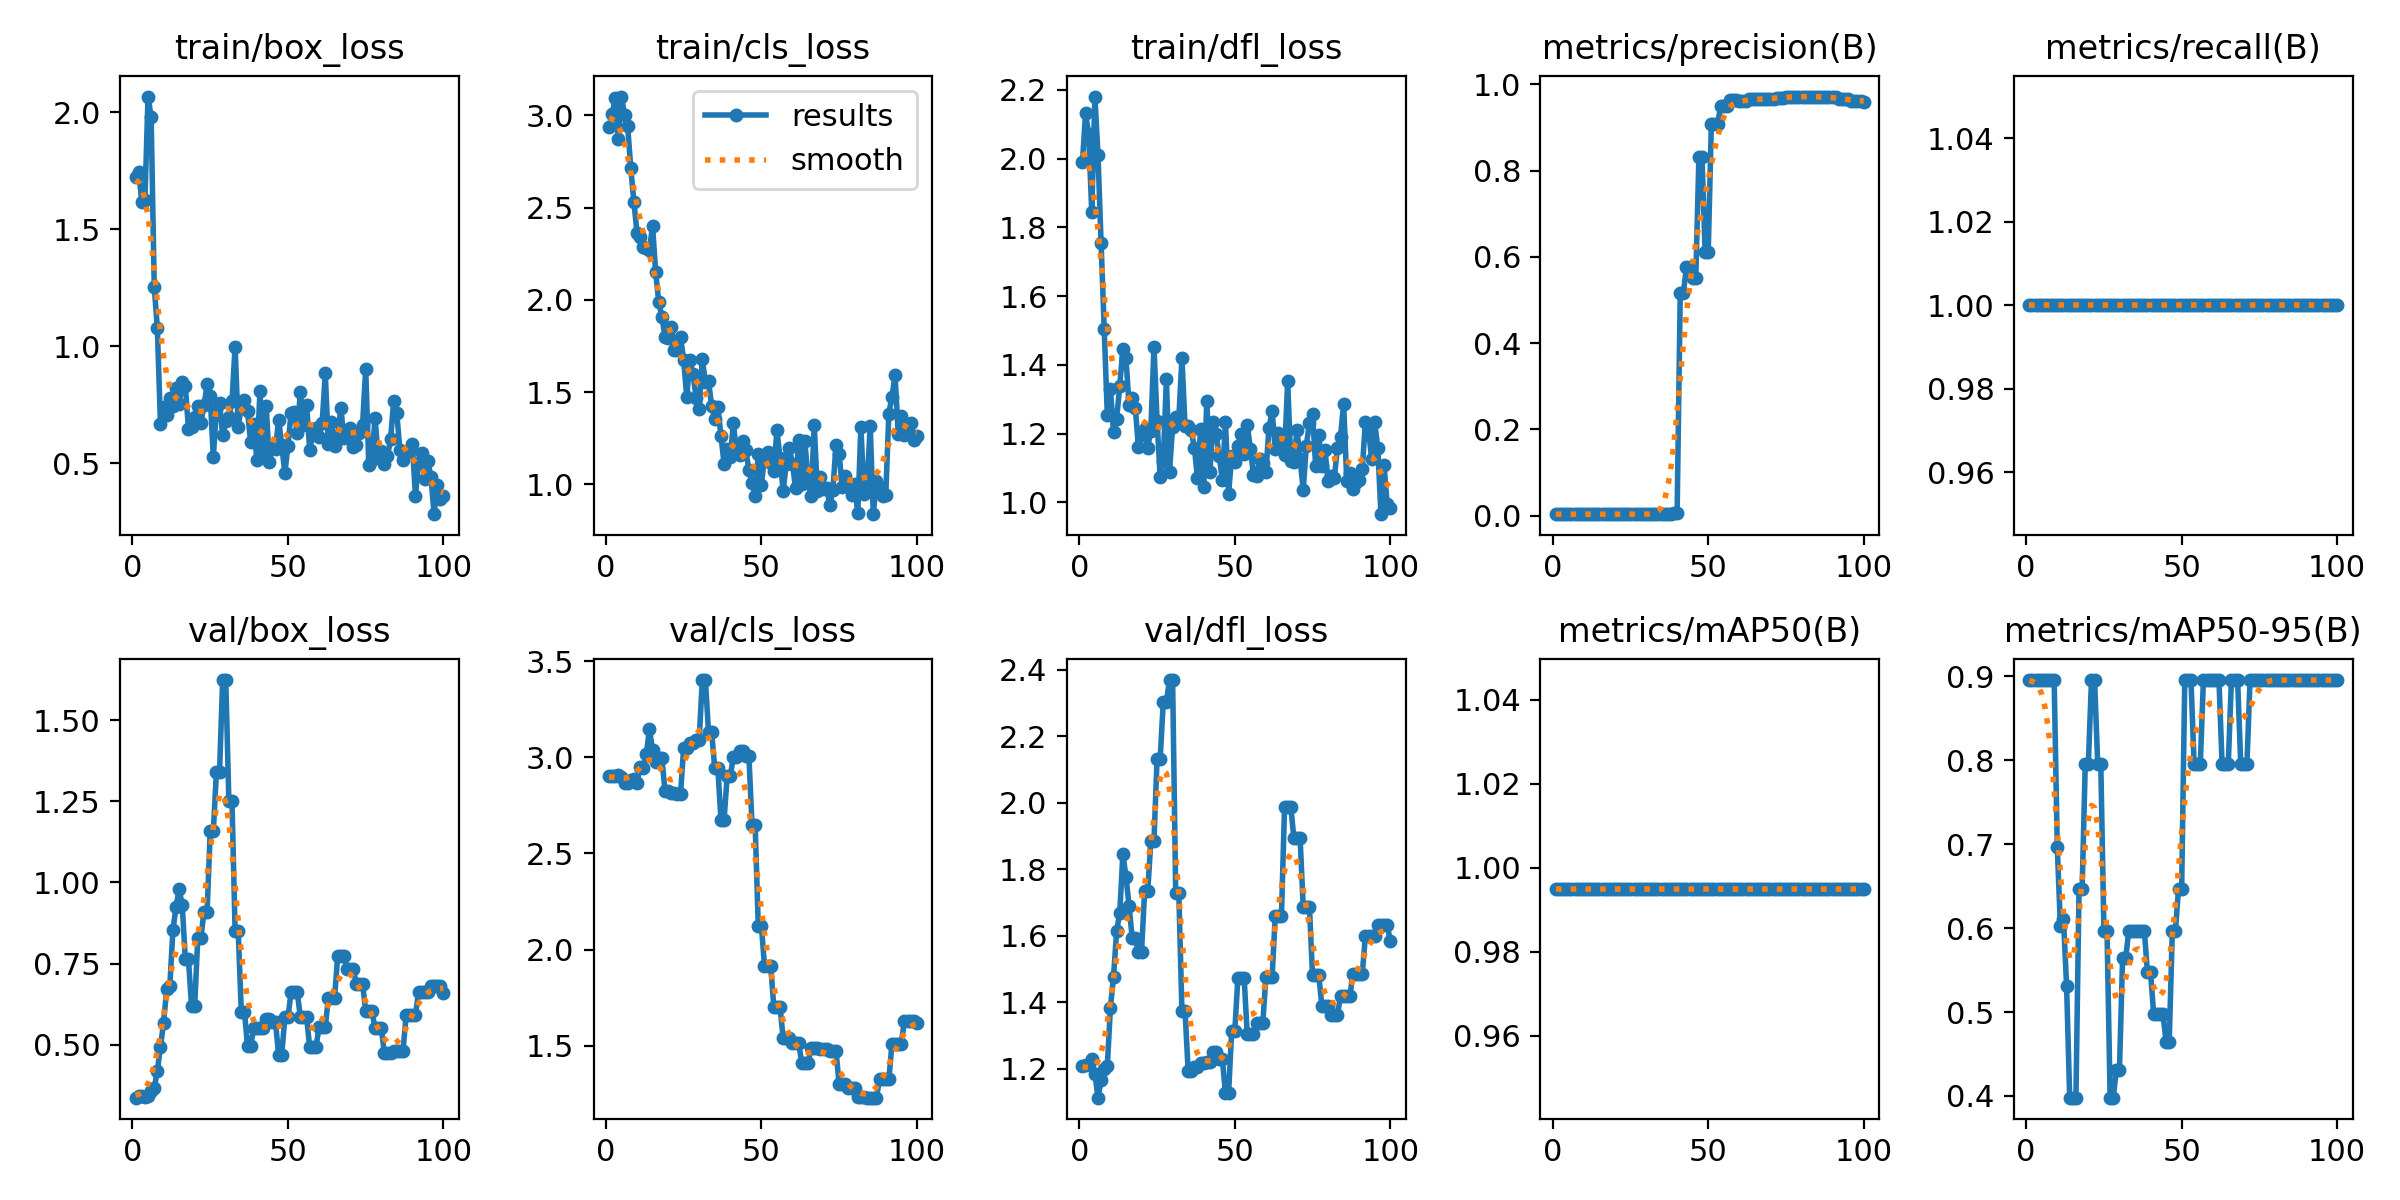 train/box_loss
train/cls_loss
train/dfl_loss
metrics/precision(B)
metrics/recall(B)
2.0
1.5
1.0
0.5
0 50 100
3.0
2.5
2.0
1.5
1.0
results
smooth
0 50 100
2.2
2.0
1.8
1.6
1.4
1.2
1.0
0 50 100
1.0
0.8
0.6
0.4
0.2
0.0
0 50 100
1.04
1.02
1.00
0.98
0.96
0 50 100
val/box_loss
val/cls_loss
val/dfl_loss
metrics/mAP50(B)
metrics/mAP50-95(B)
1.50
1.25
1.00
0.75
0.50
0 50 100
3.5
3.0
2.5
2.0
1.5
0 50 100
2.4
2.2
2.0
1.8
1.6
1.4
1.2
0 50 100
1.04
1.02
1.00
0.98
0.96
0 50 100
0.9
0.8
0.7
0.6
0.5
0.4
0 50 100